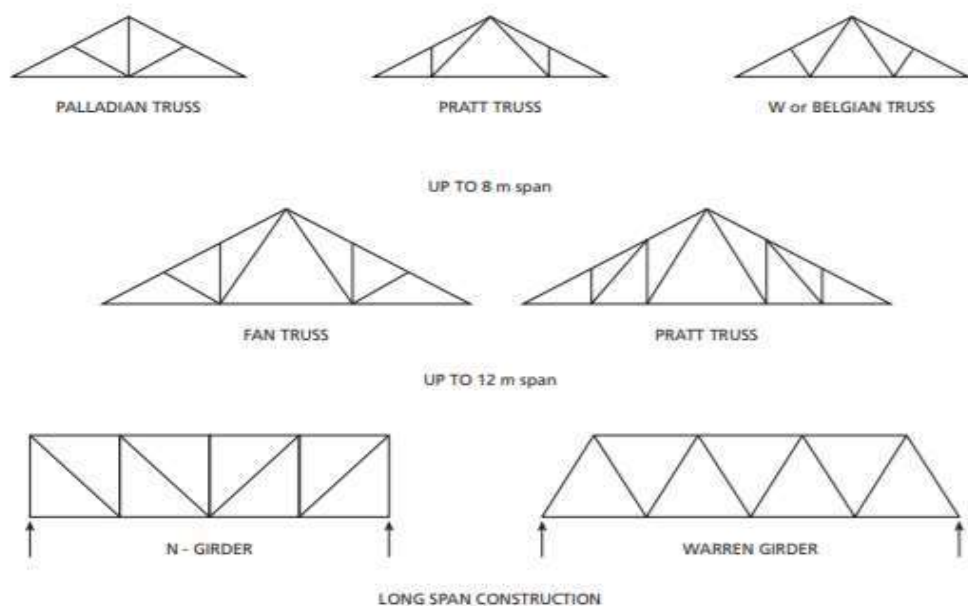 PALLADIAN TRUSS
PRATT TRUSS
W or BELGIAN TRUSS
UP TO 8 m span
FAN TRUSS
PRATT TRUSS
UP TO 12 m span
N - GIRDER
WARREN GIRDER
LONG SPAN CONSTRUCTION